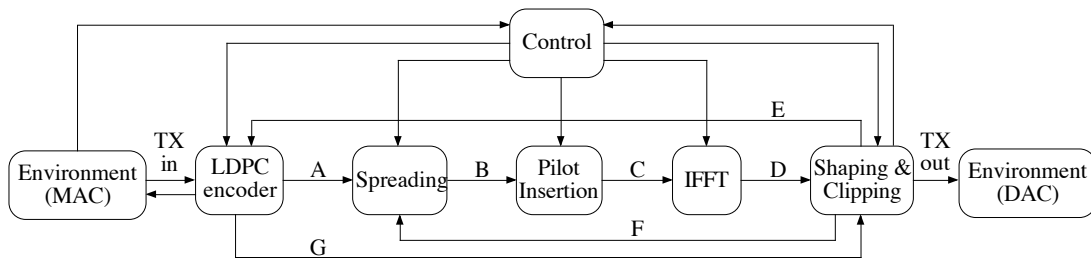 Control
E
TX
in
TX
out
Environment
(MAC)
LDPC
encoder
A
Spreading
B
Pilot
Insertion
C
IFFT
D
Shaping &
Clipping
Environment
(DAC)
F
G